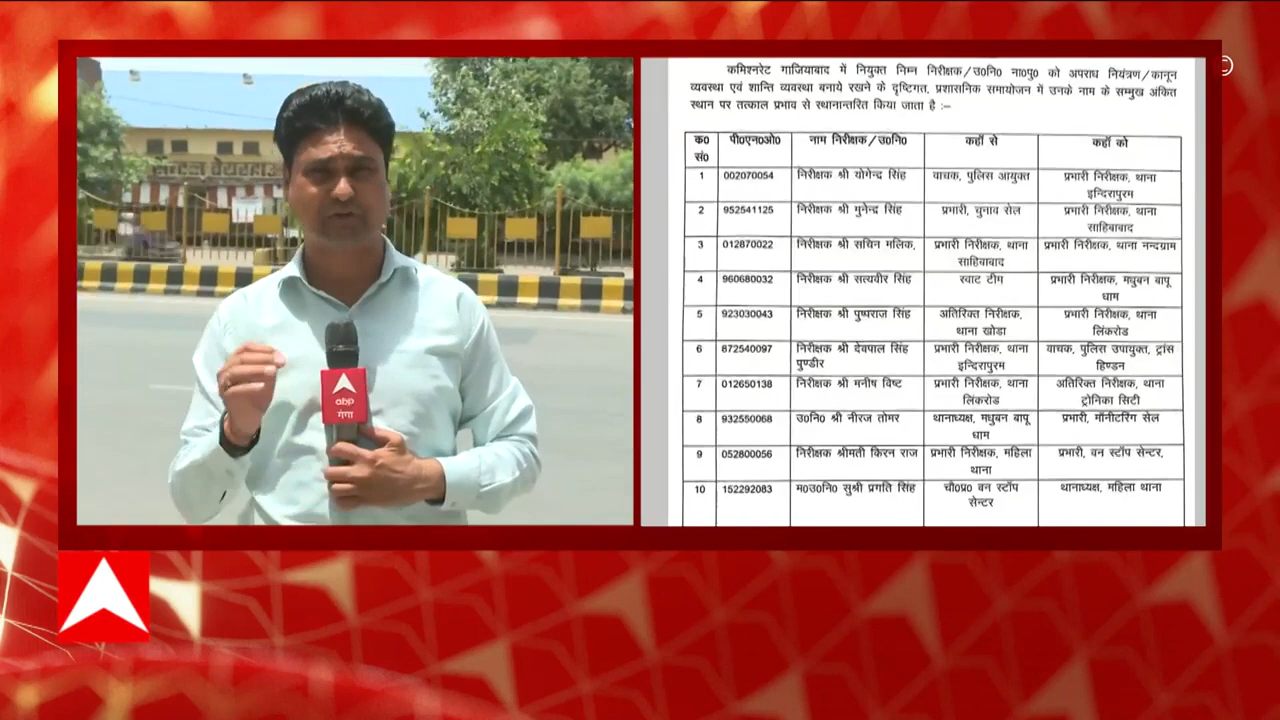 सेन्ट्रल वेयरहाउ
abp
गंगा
कमिश्नरेट गाजियाबाद में नियुक्त निम्न निरीक्षक/उ0नि0 ना0पु0 को अपराध नियंत्रण/कानून
व्यवस्था एवं शान्ति व्यवस्था बनाये रखने के दृष्टिगत, प्रशासनिक समायोजन में उनके नाम के सम्मुख अंकित
स्थान पर तत्काल प्रभाव से स्थानान्तरित किया जाता है :–
क0 सं0 पी0एन0ओ0 नाम निरीक्षक/उ0नि0 कहाँ से कहाँ को
1 002070054 निरीक्षक श्री योगेन्द्र सिंह वाचक, पुलिस आयुक्त प्रभारी निरीक्षक, थाना इन्दिरापुरम
2 952541125 निरीक्षक श्री मुनेन्द्र सिंह प्रभारी, चुनाव सेल प्रभारी निरीक्षक, थाना साहिबाबाद
3 012870022 निरीक्षक श्री सचिन मलिक, प्रभारी निरीक्षक, थाना साहिबाबाद प्रभारी निरीक्षक, थाना नन्दग्राम
4 960680032 निरीक्षक श्री सत्यवीर सिंह स्वाट टीम प्रभारी निरीक्षक, मधुबन बापू धाम
5 923030043 निरीक्षक श्री पुष्पराज सिंह अतिरिक्त निरीक्षक, थाना खोडा प्रभारी निरीक्षक, थाना लिंकरोड
6 872540097 निरीक्षक श्री देवपाल सिंह पुण्डीर प्रभारी निरीक्षक, थाना इन्दिरापुरम वाचक, पुलिस उपायुक्त, ट्रांस हिण्डन
7 012650138 निरीक्षक श्री मनीष विष्ट प्रभारी निरीक्षक, थाना लिंकरोड अतिरिक्त निरीक्षक, थाना ट्रोनिका सिटी
8 932550068 उ0नि0 श्री नीरज तोमर थानाध्यक्ष, मधुबन बापू धाम प्रभारी, मॉनीटरिंग सेल
9 052800056 निरीक्षक श्रीमती किरन राज प्रभारी निरीक्षक, महिला थाना प्रभारी, वन स्टॉप सेन्टर,
10 152292083 म0उ0नि0 सुश्री प्रगति सिंह चौ0प्र0 वन स्टॉप सेन्टर थानाध्यक्ष, महिला थाना